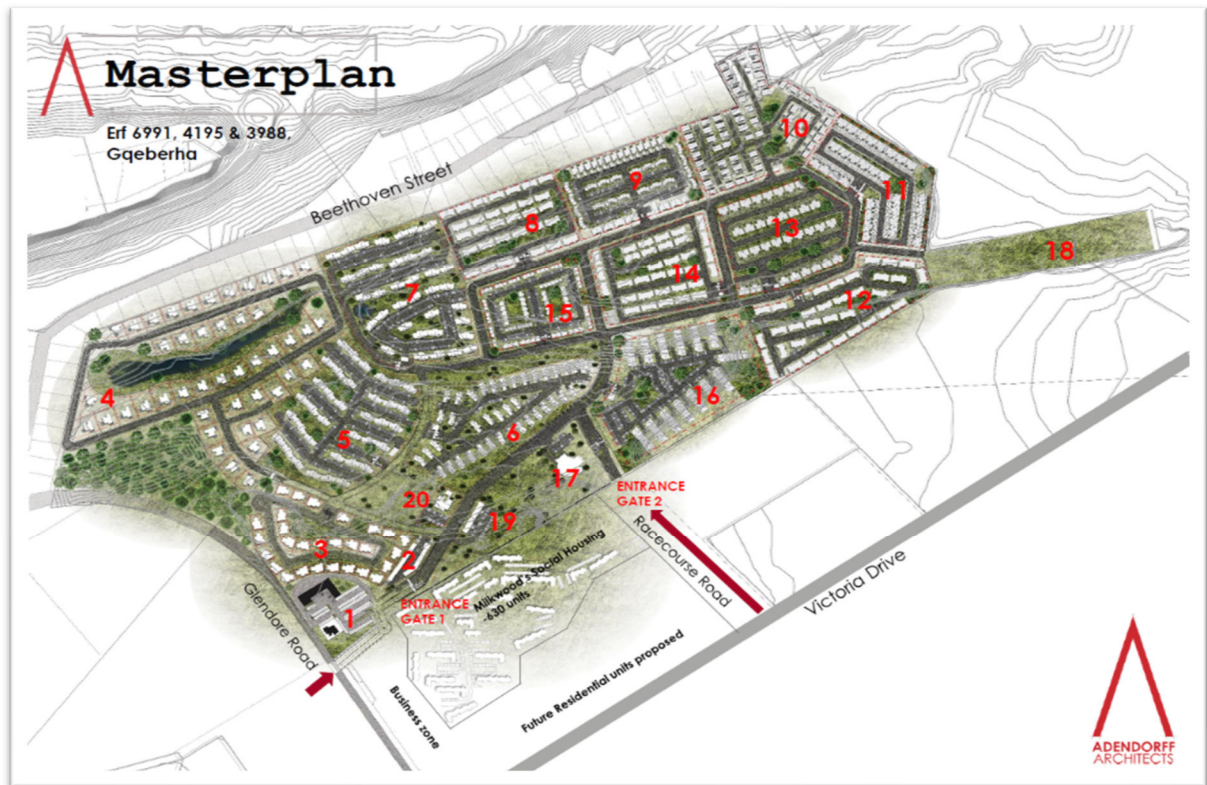 Masterplan
Erf 6991, 4195 & 3988,
Gqeberha
Beethoven Street
10
9
11
8
13
18
14
7
12
15
4
16
5
6
17
20
ENTRANCE
GATE 2
19
3
2
Milkwood's Social Housing
-630 units
Racecourse Road
Victoria Drive
ENTRANCE
GATE 1
1
Glendore Road
Future Residential units proposed
Business zone
ADENDORFF
ARCHITECTS